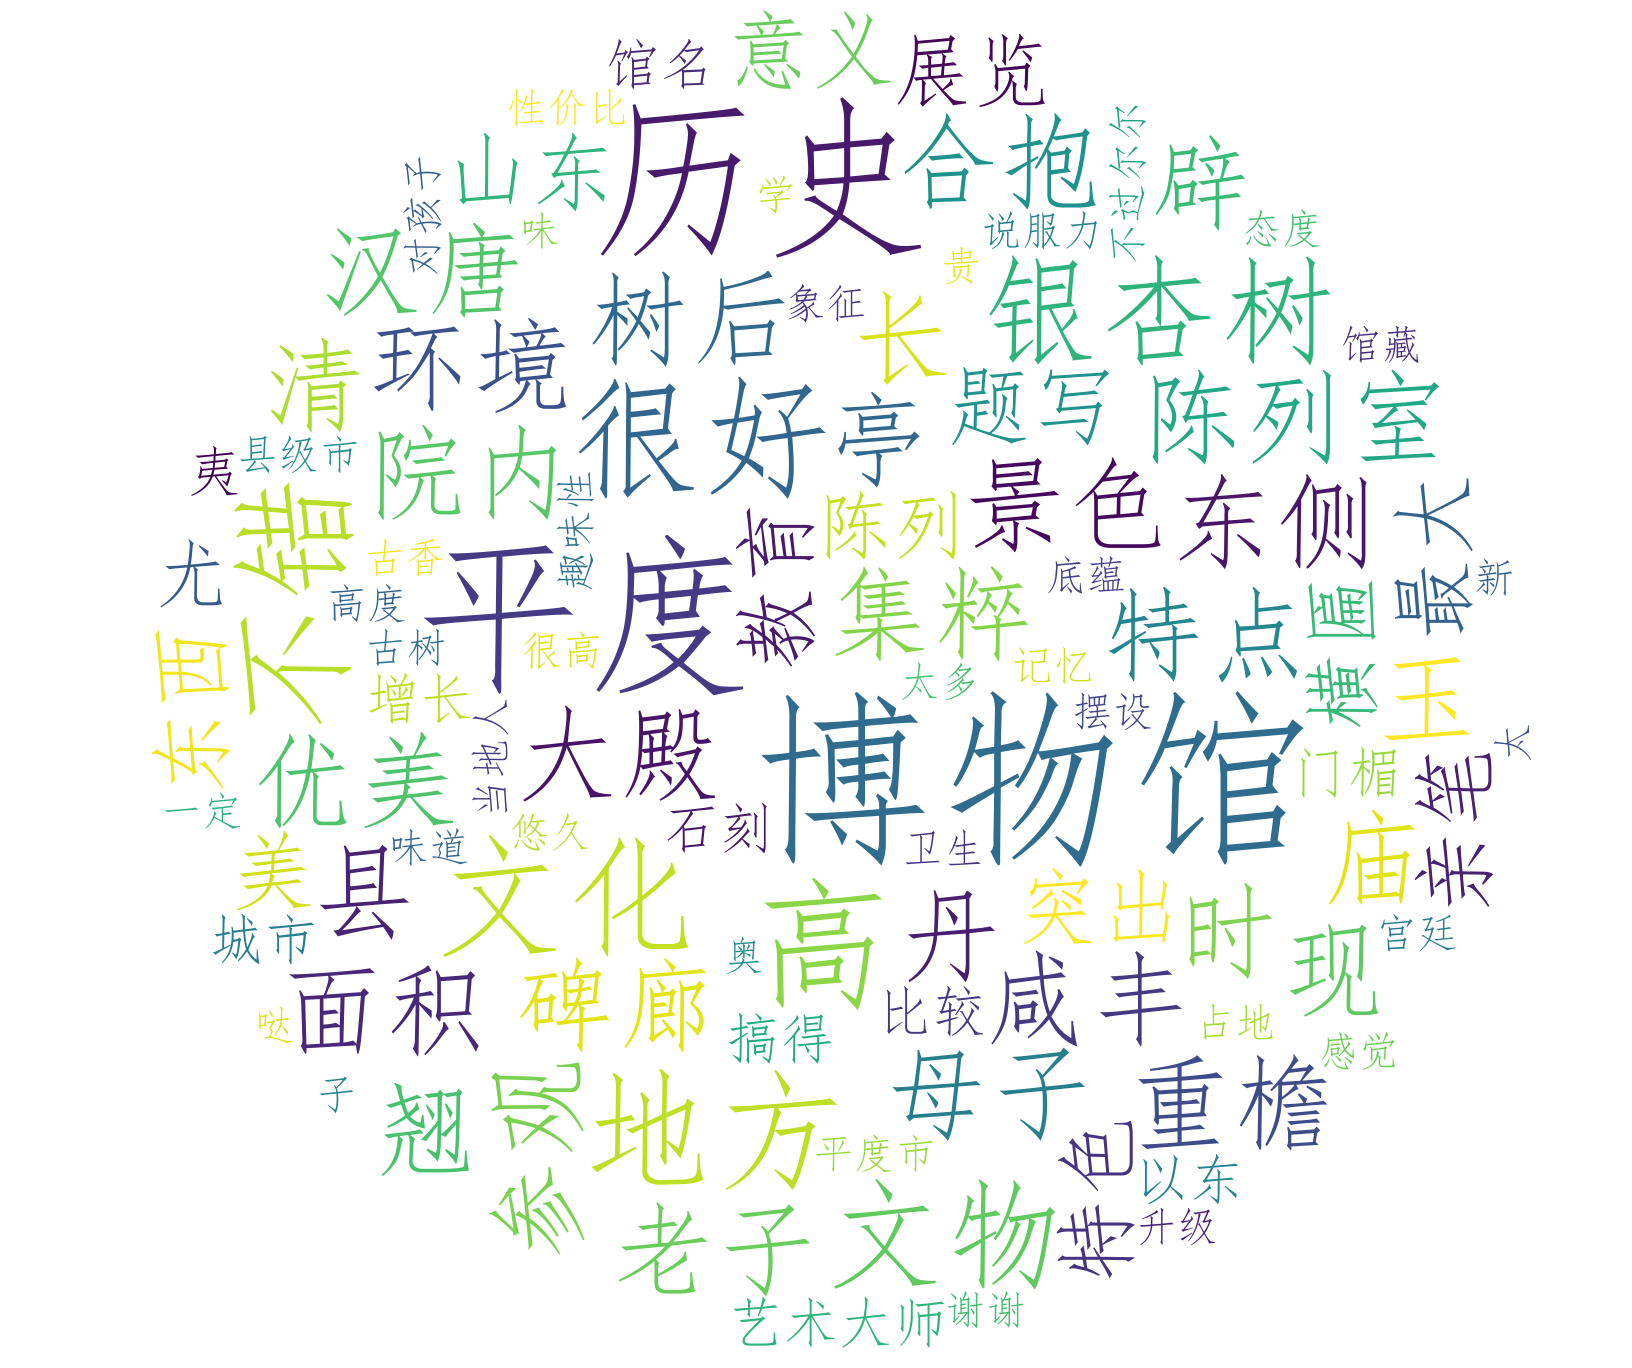 意义
展览
馆名
性价比
历史
合抱
不过尔尔
辟
山东
对孩子
学
味
说服力
态度
汉唐
贵
银杏树
树后
象征
长
馆藏
环境
清
题写
陈列室
很好
亭
县级市
夷
院内
不错
趣味性
景色
东侧
最大
陈列
教育
尤
古香
平度
集粹
底蕴
新
高度
特点
横匾
古树
很高
东西
太多
记忆
玉
增长
当地人
大殿
博物馆
摆设
太
优美
门楣
亲笔
一定
石刻
悠久
味道
卫生
美
县
文化
高
丹
突出
时
庙
城市
奥
现
宫廷
面积
碑廊
比较
咸丰
占地
哒
搞得
感觉
子
翘
参观
地方
母子
重檐
平度市
特色
以东
老子
文物
升级
艺术大师
谢谢